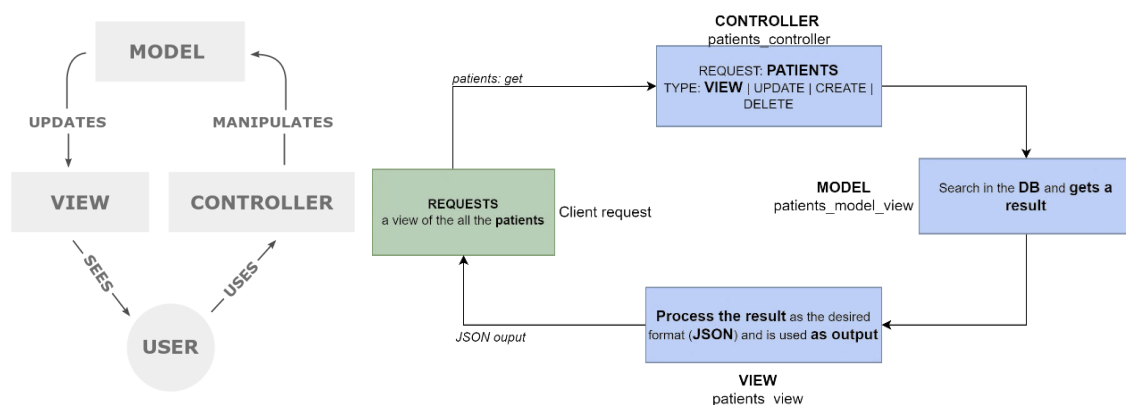 MODEL
UPDATES
MANIPULATES
VIEW
CONTROLLER
SEES
USES
USER
CONTROLLER
patients_controller
patients: get
REQUEST: PATIENTS
TYPE: VIEW | UPDATE | CREATE |
DELETE
REQUESTS
a view of the all the patients
Client request
MODEL
patients_model_view
Search in the DB and gets a
result
Process the result as the desired
format (JSON) and is used as output
JSON ouput
VIEW
patients_view